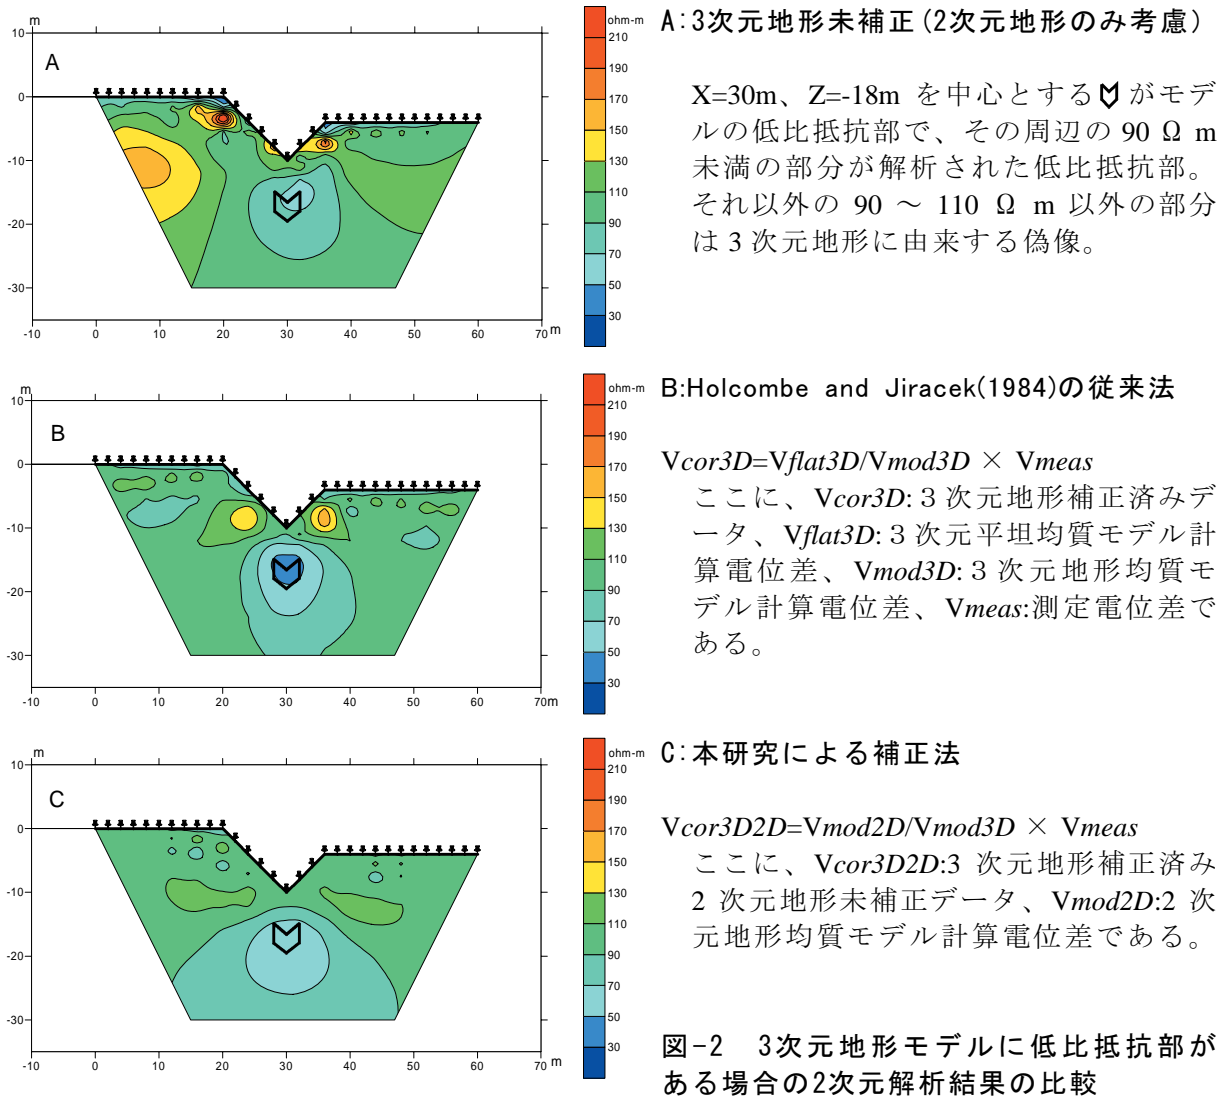 m
10
0
-10
-20
-30
-10
0
10
20
30
40
50
60
70 m
A
ohm-m
210
190
170
150
130
110
90
70
50
30
A:3次元地形未補正(2次元地形のみ考慮)
X=30m、Z=-18m を中心とする がモデ
ルの低比抵抗部で、その周辺の 90 Ω m
未満の部分が解析された低比抵抗部。
それ以外の 90 ～ 110 Ω m 以外の部分
は 3 次元地形に由来する偽像。
m
10
0
-10
-20
-30
-10
0
10
20
30
40
50
60
70m
B
ohm-m
210
190
170
150
130
110
90
70
50
30
B:Holcombe and Jiracek(1984)の従来法
Vcor3D=Vflat3D/Vmod3D × Vmeas
ここに、Vcor3D:３次元地形補正済みデ
ータ、Vflat3D:３次元平坦均質モデル計
算電位差、Vmod3D:３次元地形均質モ
デル計算電位差、Vmeas:測定電位差で
ある。
m
10
0
-10
-20
-30
-10
0
10
20
30
40
50
60
70 m
C
ohm-m
210
190
170
150
130
110
90
70
50
30
C:本研究による補正法
Vcor3D2D=Vmod2D/Vmod3D × Vmeas
ここに、Vcor3D2D:3 次元地形補正済み
2 次元地形未補正データ、Vmod2D:2 次
元地形均質モデル計算電位差である。
図-2 3次元地形モデルに低比抵抗部が
ある場合の2次元解析結果の比較